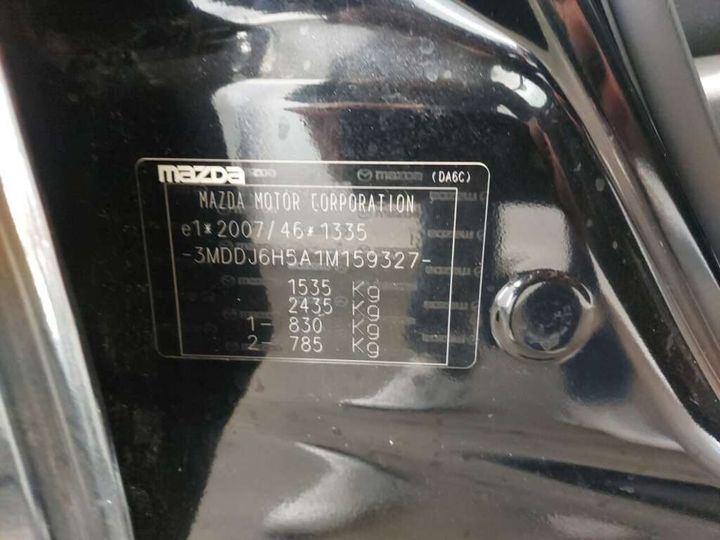 mazda mazda (DA6C)
MAZDA MOTOR CORPORATION
e1*2007/46*1335
-3MDDJ6H5A1M159327-
1535 Kg
2435 Kg
1- 830 Kg
2- 785 Kg